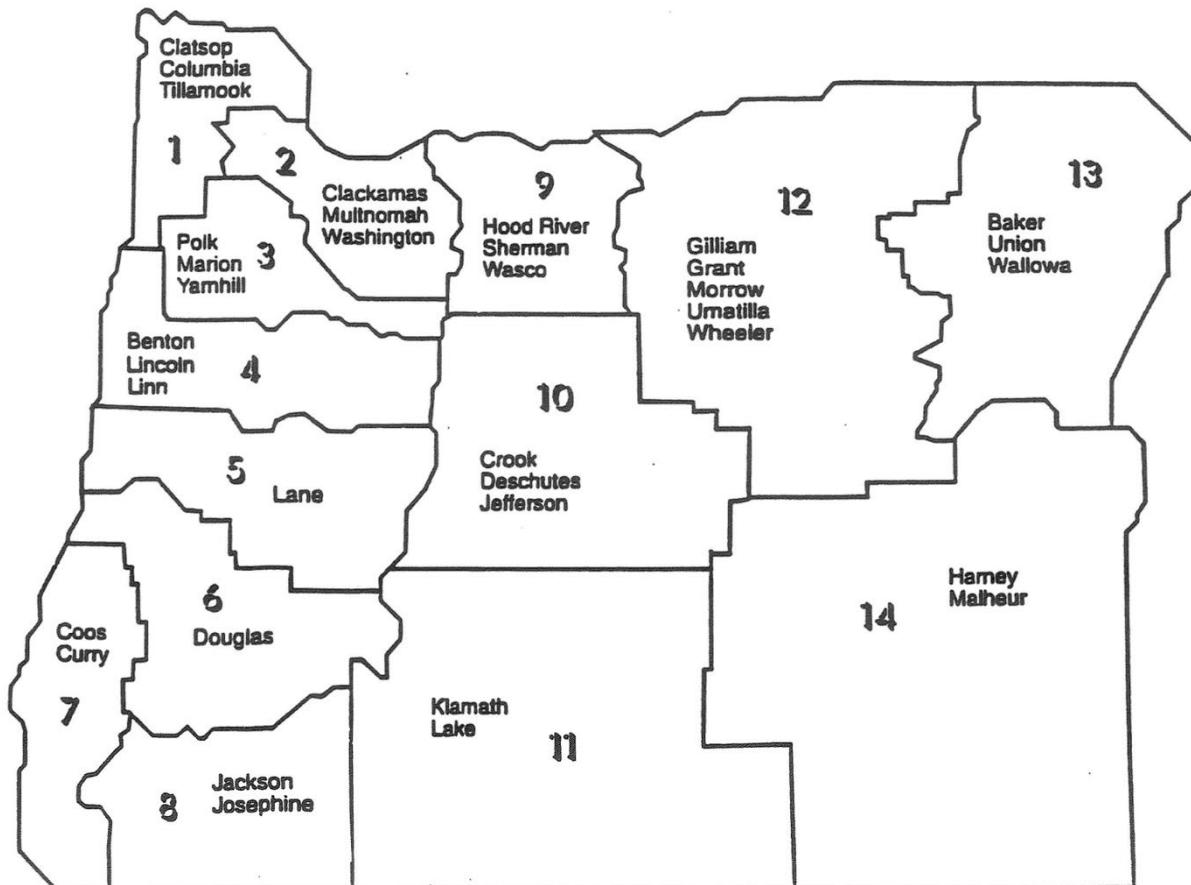 Clatsop
Columbia
Tillamook
1
2
Clackamas
Multnomah
Washington
3
Polk
Marion
Yamhill
9
Hood River
Sherman
Wasco
12
Gilliam
Grant
Morrow
Umatilla
Wheeler
13
Baker
Union
Wallowa
Benton
Lincoln
Linn
4
10
Crook
Deschutes
Jefferson
5
Lane
6
Douglas
Coos
Curry
7
14
Harney
Malheur
Klamath
Lake
11
8
Jackson
Josephine